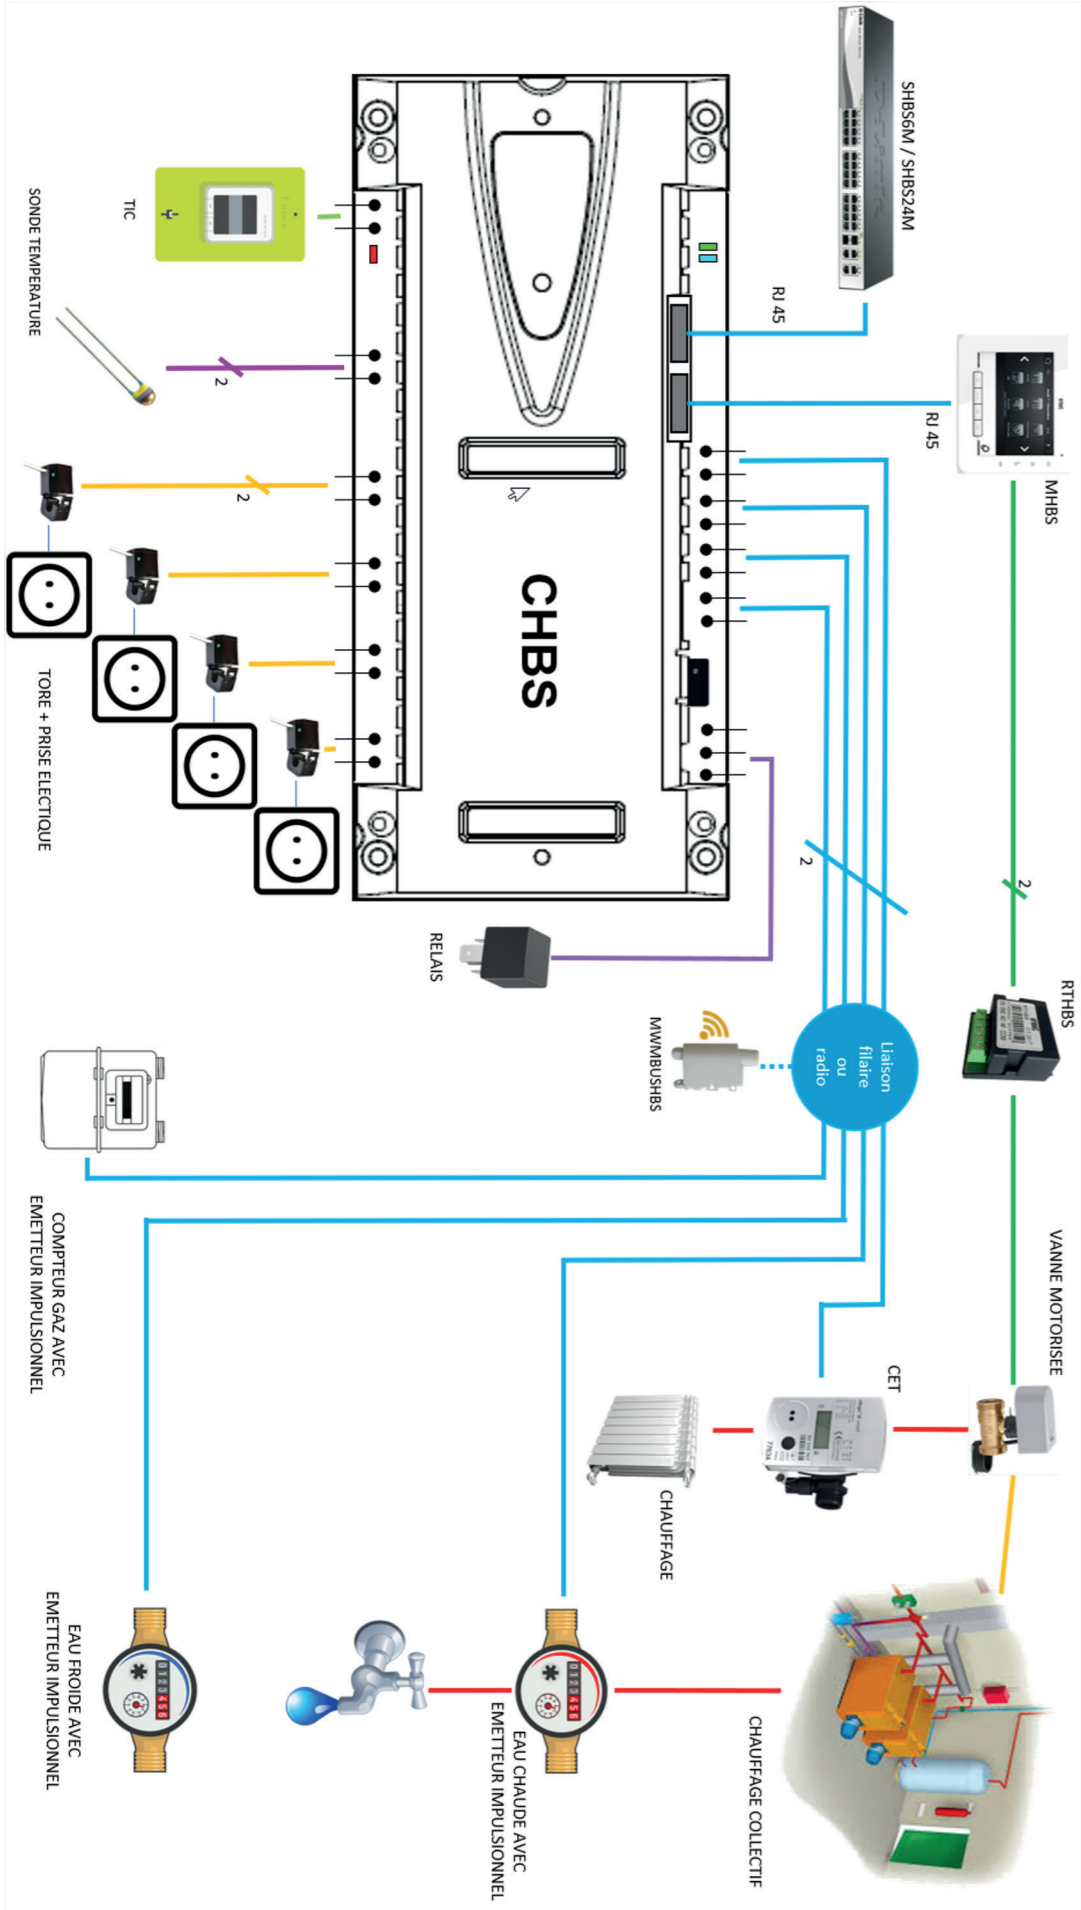 SHBS6M / SHBS24M
RJ 45
RJ 45
MHBS
2
RTHBS
VANNE MOTORISEE
TIC
SONDE TEMPERATURE
2
2
TORE + PRISE ELECTIQUE
CHBS
2
RELAIS
MWMBUSHBS
Liaison
filaire
ou
radio
COMPTEUR GAZ AVEC
EMETTEUR IMPULSIONNEL
CET
CHAUFFAGE
EAU FROIDE AVEC
EMETTEUR IMPULSIONNEL
0123456
EAU CHAUDE AVEC
EMETTEUR IMPULSIONNEL
0123456
CHAUFFAGE COLLECTIF